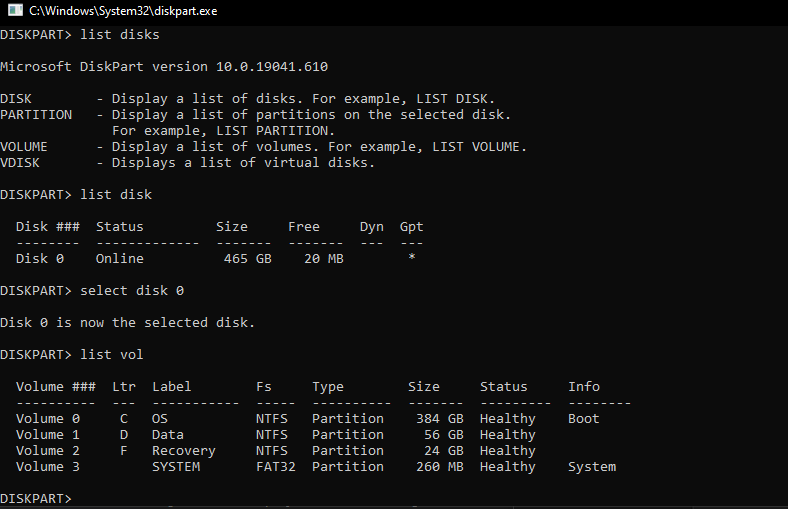 C:\Windows\System32\diskpart.exe
DISKPART> list disks
Microsoft DiskPart version 10.0.19041.610
DISK        - Display a list of disks. For example, LIST DISK.
PARTITION   - Display a list of partitions on the selected disk.
              For example, LIST PARTITION.
VOLUME      - Display a list of volumes. For example, LIST VOLUME.
VDISK       - Displays a list of virtual disks.
DISKPART> list disk
  Disk ###  Status         Size     Free     Dyn  Gpt
  --------  -------------  -------  -------  ---  ---
  Disk 0    Online          465 GB    20 MB        *
DISKPART> select disk 0
Disk 0 is now the selected disk.
DISKPART> list vol
  Volume ###  Ltr  Label        Fs     Type        Size     Status     Info
  ----------  ---  -----------  -----  ----------  -------  ---------  --------
  Volume 0     C   OS           NTFS   Partition    384 GB  Healthy    Boot
  Volume 1     D   Data         NTFS   Partition     56 GB  Healthy
  Volume 2     F   Recovery     NTFS   Partition     24 GB  Healthy
  Volume 3         SYSTEM       FAT32  Partition    260 MB  Healthy    System
DISKPART>